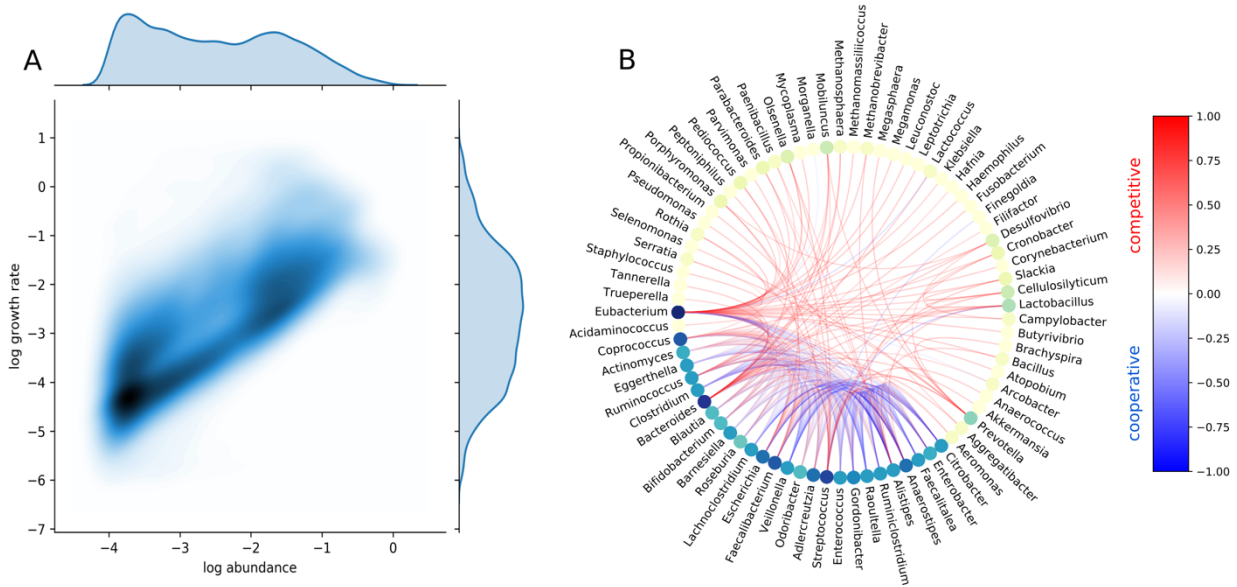 A
1
0
−1
−2
−3
−4
−5
−6
−7
log growth rate
−4
−3
−2
−1
0
log abundance
B
Eubacterium
Trueperella
Tannerella
Staphylococcus
Serratia
Selenomonas
Rothia
Pseudomonas
Propionibacterium
Porphyromonas
Peptoniphilus
Pediococcus
Parvimonas
Parabacteroides
Paenibacillus
Olsenella
Mycoplasma
Morganella
Mobiluncus
Methanosphaera
Methanomassiliicoccus
Methanobrevibacter
Megasphaera
Megamonas
Leuconostoc
Leptotrichia
Lactococcus
Klebsiella
Hafnia
Haemophilus
Fusobacterium
Finegoldia
Filifactor
Desulfovibrio
Cronobacter
Corynebacterium
Slackia
Cellulosilyticum
Lactobacillus
Campylobacter
Butyrivibrio
Brachyspira
Bacillus
Atopobium
Arcobacter
Anaerococcus
Akkermansia
Prevotella
Aggregatibacter
Aeromonas
Citrobacter
Enterobacter
Faecalitalea
Anaerostipes
Alistipes
Ruminiclostridium
Raoultella
Gordonibacter
Enterococcus
Streptococcus
Adlercreutzia
Odoribacter
Veillonella
Faecalibacterium
Escherichia
Lachnoclostridium
Roseburia
Barnesiella
Bifidobacterium
Blautia
Bacteroides
Clostridium
Ruminococcus
Eggerthella
Actinomyces
Coprococcus
Acidaminococcus
competitive
cooperative
1.00
0.75
0.50
0.25
0.00
−0.25
−0.50
−0.75
−1.00